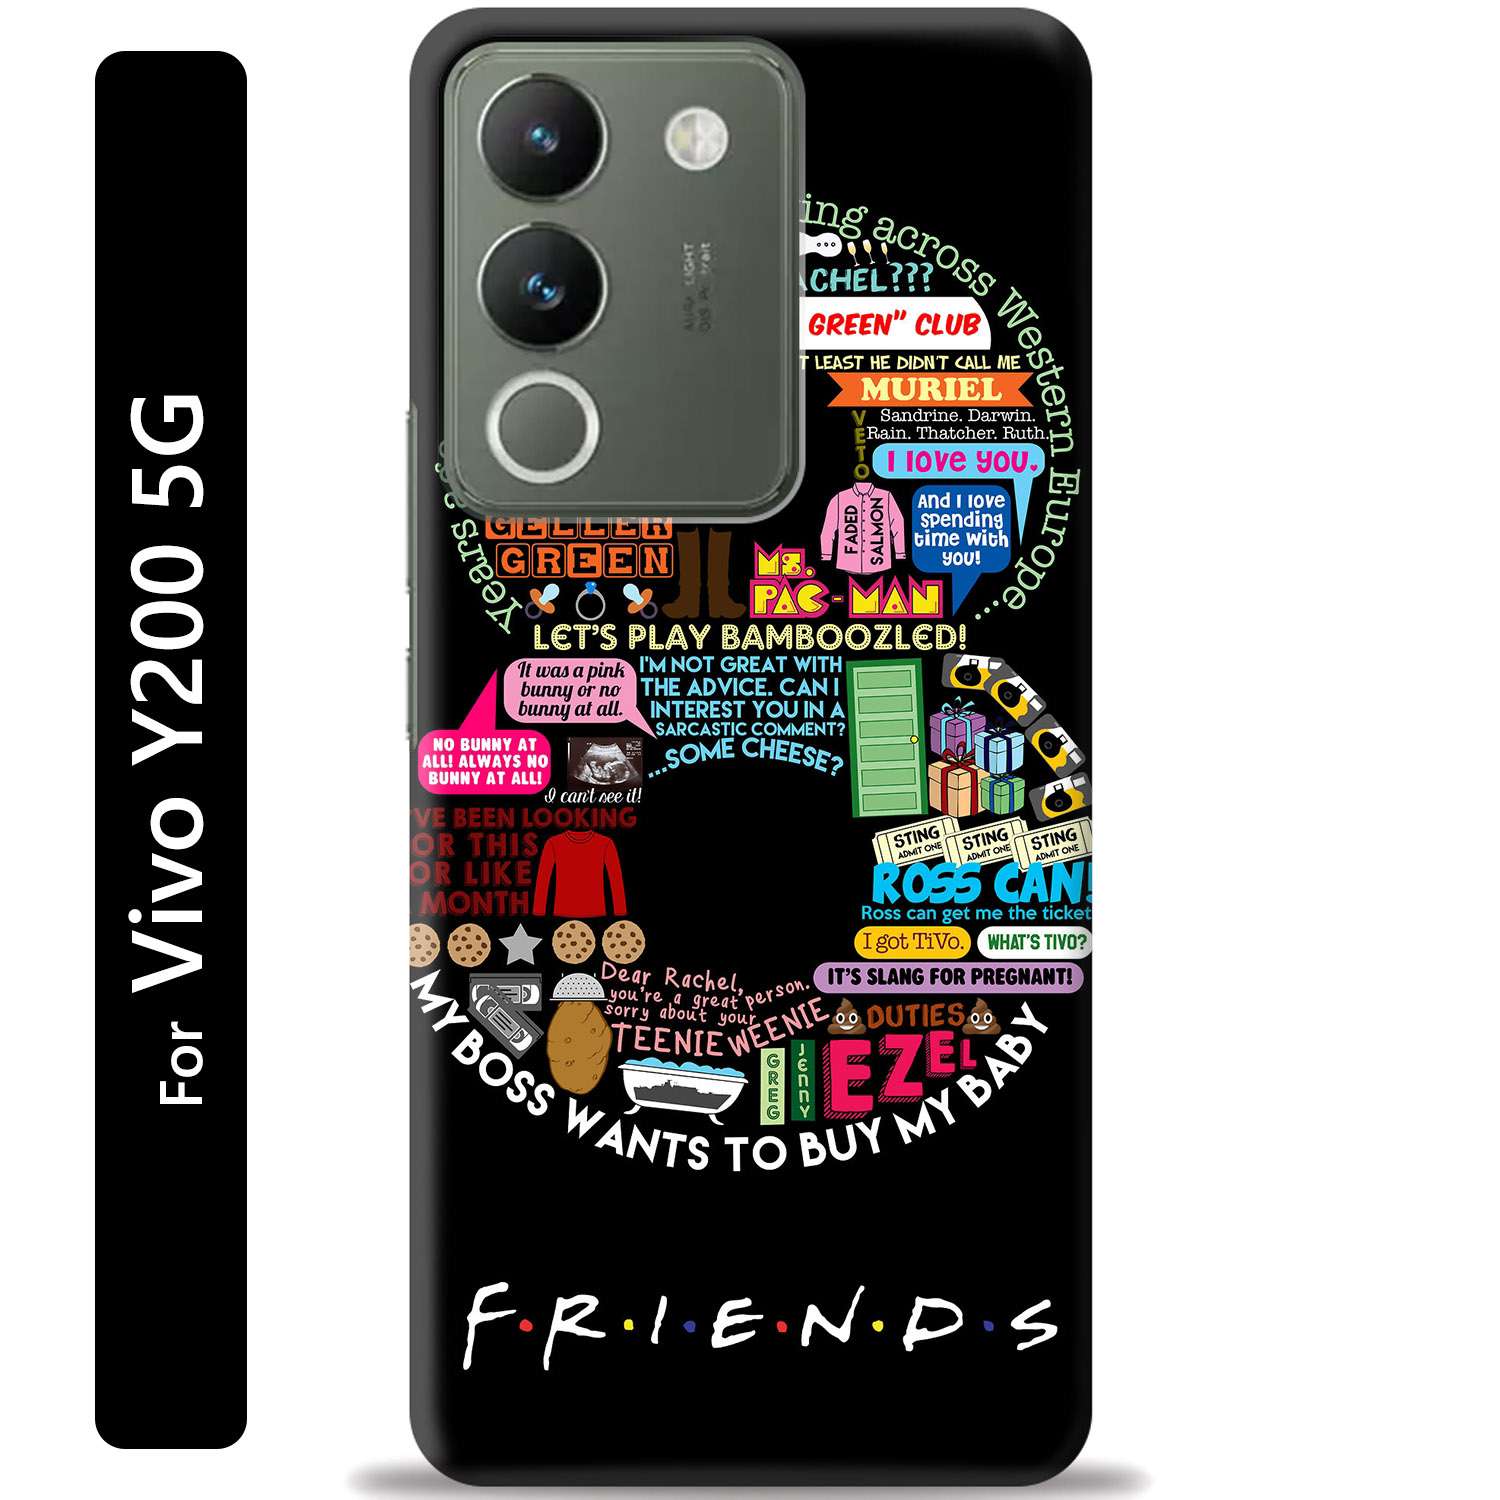 For Vivo Y200 5G
AURA LIGHT
OIS Portrait
ing across Western Europe...
ACHEL???
GREEN" CLUB
T LEAST HE DIDN'T CALL ME
MURIEL
Sandrine. Darwin.
Rain. Thatcher. Ruth.
VETO
I love you.
FADED
SALMON
And I love
spending
time with
you!
Years
GELLER
GREEN
MS.
PAC-MAN
LET'S PLAY BAMBOOZLED!
It was a pink
bunny or no
bunny at all.
I'M NOT GREAT WITH
THE ADVICE. CAN I
INTEREST YOU IN A
SARCASTIC COMMENT?
...SOME CHEESE?
NO BUNNY AT
ALL! ALWAYS NO
BUNNY AT ALL!
I can't see it!
'VE BEEN LOOKING
OR THIS
OR LIKE
MONTH
STING
ADMIT ONE
STING
ADMIT ONE
STING
ADMIT ONE
ROSS CAN!
Ross can get me the ticket
I got TiVo.
WHAT'S TIVO?
IT'S SLANG FOR PREGNANT!
Dear Rachel,
you're a great person.
sorry about your
TEENIE WEENIE
DUTIES
GREG
JENNY
EZEL
MY BOSS WANTS TO BUY MY BABY
F·R·I·E·N·D·S